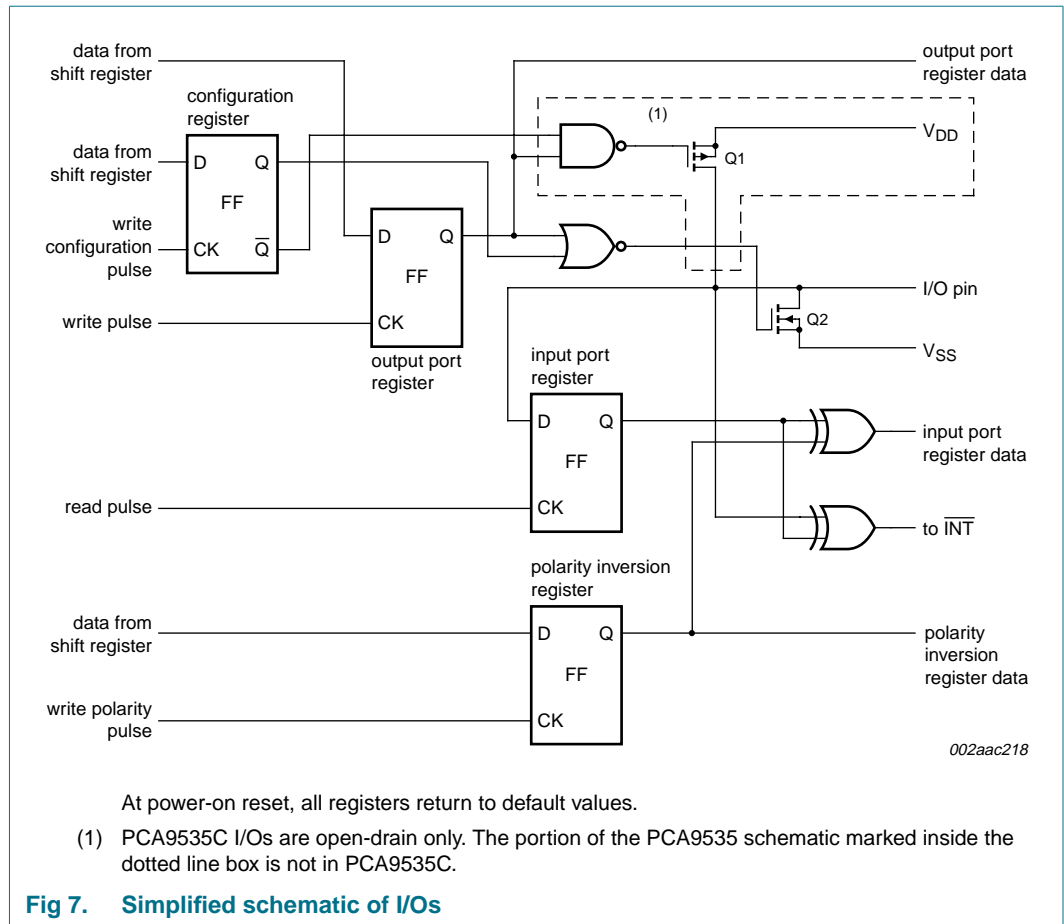 data from
shift register
output port
register data
configuration
register
(1)
VDD
Q1
data from
shift register
D
Q
FF
write
configuration
pulse
CK
Q̅
D
Q
FF
CK
I/O pin
Q2
VSS
write pulse
output port
register
input port
register
D
Q
FF
CK
input port
register data
read pulse
to I̅N̅T̅
polarity inversion
register
data from
shift register
D
Q
FF
CK
polarity
inversion
register data
write polarity
pulse
002aac218
At power-on reset, all registers return to default values.
(1) PCA9535C I/Os are open-drain only. The portion of the PCA9535 schematic marked inside the
dotted line box is not in PCA9535C.
Fig 7. Simplified schematic of I/Os